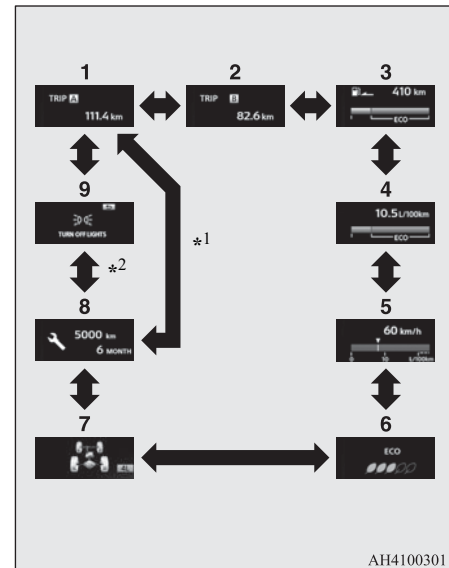 1 2 3
TRIP A
111.4 km
TRIP B
82.6 km
410 km
ECO
9
TURN OFF LIGHTS
*1
4
10.5 L/100km
ECO
*2
8
5000 km
6 MONTH
5
60 km/h
0 10 L/100km
7
4L
6
ECO
AH4100301